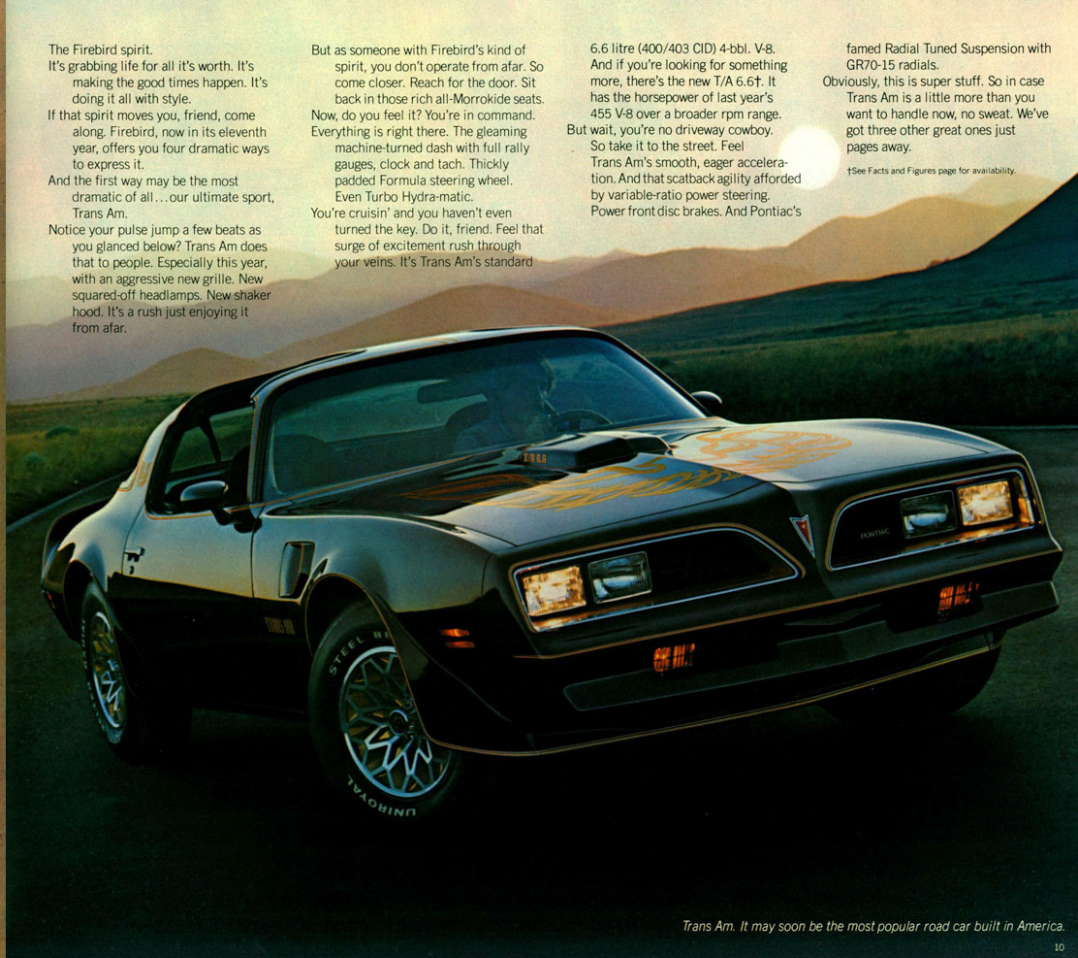 The Firebird spirit.
It's grabbing life for all it's worth. It's
making the good times happen. It's
doing it all with style.
If that spirit moves you, friend, come
along. Firebird, now in its eleventh
year, offers you four dramatic ways
to express it.
And the first way may be the most
dramatic of all...our ultimate sport,
Trans Am.
Notice your pulse jump a few beats as
you glanced below? Trans Am does
that to people. Especially this year,
with an aggressive new grille. New
squared-off headlamps. New shaker
hood. It's a rush just enjoying it
from afar.
But as someone with Firebird's kind of
spirit, you don't operate from afar. So
come closer. Reach for the door. Sit
back in those rich all-Morrokide seats.
Now, do you feel it? You're in command.
Everything is right there. The gleaming
machine-turned dash with full rally
gauges, clock and tach. Thickly
padded Formula steering wheel.
Even Turbo Hydra-matic.
You're cruisin' and you haven't even
turned the key. Do it, friend. Feel that
surge of excitement rush through
your veins. It's Trans Am's standard
6.6 litre (400/403 CID) 4-bbl. V-8.
And if you're looking for something
more, there's the new T/A 6.6†. It
has the horsepower of last year's
455 V-8 over a broader rpm range.
But wait, you're no driveway cowboy.
So take it to the street. Feel
Trans Am's smooth, eager accelera-
tion. And that scatback agility afforded
by variable-ratio power steering.
Power front disc brakes. And Pontiac's
famed Radial Tuned Suspension with
GR70-15 radials.
Obviously, this is super stuff. So in case
Trans Am is a little more than you
want to handle now, no sweat. We've
got three other great ones just
pages away.
†See Facts and Figures page for availability.
T/A 6.6
PONTIAC
TRANS AM
STEEL BE
UNIROYAL
Trans Am. It may soon be the most popular road car built in America.
10